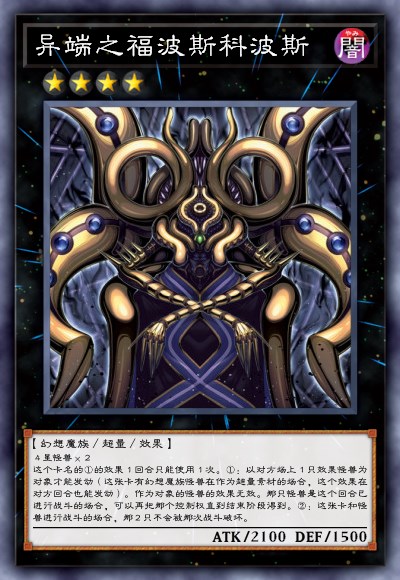 异端之福波斯科波斯
やみ
闇
【幻想魔族／超量／效果】
4星怪兽×2
这个卡名的①的效果1回合只能使用1次。①：以对方场上1只效果怪兽为
对象才能发动（这张卡有幻想魔族怪兽在作为超量素材的场合，这个效果在
对方回合也能发动）。作为对象的怪兽的效果无效。那只怪兽是这个回合已
进行战斗的场合，可以再把那个控制权直到结束阶段得到。②：这张卡和怪
兽进行战斗的场合，那2只不会被那次战斗破坏。
ATK/2100 DEF/1500